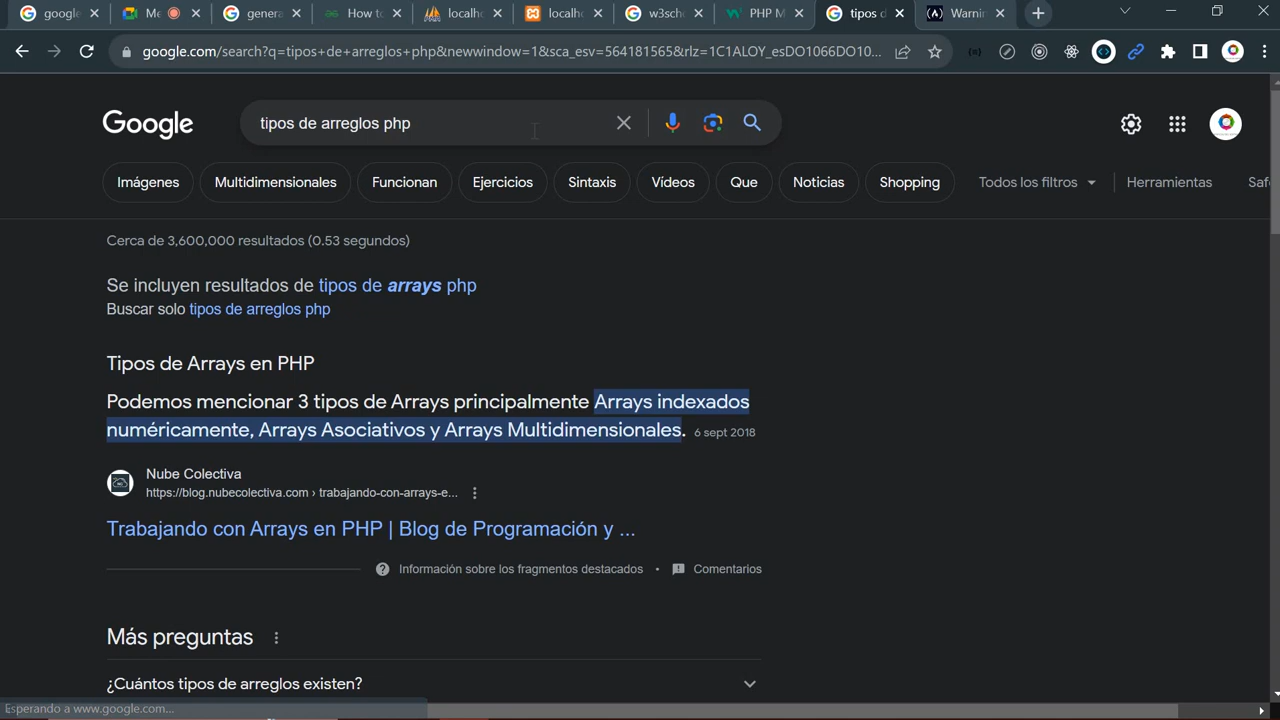 google
Me
genera
How to
localh
localh
w3scho
PHP M
tipos d
Warnin
google.com/search?q=tipos+de+arreglos+php&newwindow=1&sca_esv=564181565&rlz=1C1ALOY_esDO1066DO10...
Google
tipos de arreglos php
Imágenes
Multidimensionales
Funcionan
Ejercicios
Sintaxis
Vídeos
Que
Noticias
Shopping
Todos los filtros
Herramientas
Saf
Cerca de 3,600,000 resultados (0.53 segundos)
Se incluyen resultados de tipos de arrays php
Buscar solo tipos de arreglos php
Tipos de Arrays en PHP
Podemos mencionar 3 tipos de Arrays principalmente Arrays indexados
numéricamente, Arrays Asociativos y Arrays Multidimensionales. 6 sept 2018
Nube Colectiva
https://blog.nubecolectiva.com › trabajando-con-arrays-e...
Trabajando con Arrays en PHP | Blog de Programación y ...
Información sobre los fragmentos destacados • Comentarios
Más preguntas
¿Cuántos tipos de arreglos existen?
Esperando a www.google.com...